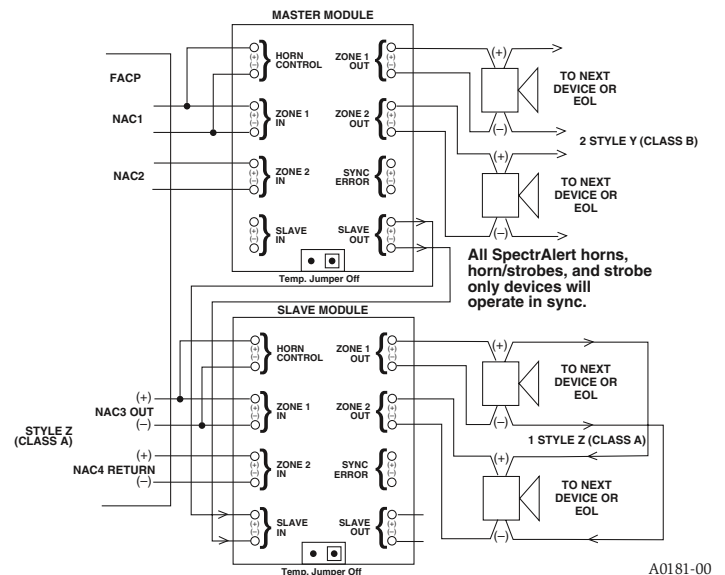 MASTER MODULE
FACP
NAC1
NAC2
HORN
CONTROL
(+)
(−)
ZONE 1
OUT
(+)
(−)
ZONE 1
IN
(+)
(−)
ZONE 2
OUT
(+)
(−)
ZONE 2
IN
(+)
(−)
SYNC
ERROR
(+)
(−)
SLAVE
IN
(+)
(−)
SLAVE
OUT
(+)
(−)
Temp. Jumper Off
(+)
(−)
TO NEXT
DEVICE OR
EOL
2 STYLE Y (CLASS B)
(+)
(−)
TO NEXT
DEVICE OR
EOL
All SpectrAlert horns,
horn/strobes, and strobe
only devices will
operate in sync.
SLAVE MODULE
HORN
CONTROL
(+)
(−)
ZONE 1
OUT
(+)
(−)
STYLE Z
(CLASS A)
(+)
NAC3 OUT
(−)
ZONE 1
IN
(+)
(−)
ZONE 2
OUT
(+)
(−)
(+)
NAC4 RETURN
(−)
ZONE 2
IN
(+)
(−)
SYNC
ERROR
(+)
(−)
SLAVE
IN
(+)
(−)
SLAVE
OUT
(+)
(−)
Temp. Jumper Off
(+)
(−)
TO NEXT
DEVICE OR
EOL
1 STYLE Z (CLASS A)
(+)
(−)
TO NEXT
DEVICE OR
EOL
A0181-00